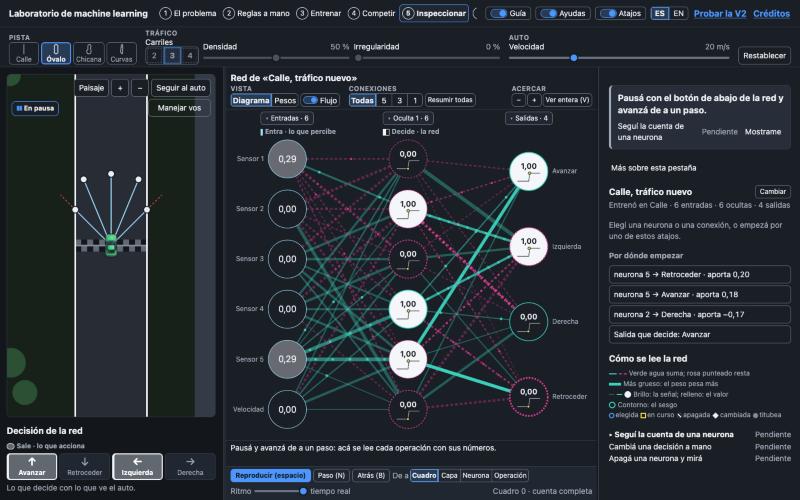 Laboratorio de machine learning 1 El problema 2 Reglas a mano 3 Entrenar 4 Competir 5 Inspeccionar Guía Ayudas Atajos ES EN Probar la V2 Créditos
PISTA
Calle Óvalo Chicana Curvas
TRÁFICO
Carriles
2 3 4
Densidad 50 %
Irregularidad 0 %
AUTO
Velocidad 20 m/s
Restablecer
Paisaje + − Seguir al auto
En pausa
Manejar vos
Decisión de la red
Sale · lo que acciona
Avanzar Retroceder Izquierda Derecha
Lo que decide con lo que ve el auto.
Red de «Calle, tráfico nuevo»
VISTA
Diagrama Pesos Flujo
CONEXIONES
Todas 5 3 1 Resumir todas
ACERCAR
− + Ver entera (V)
Entradas · 6
Entra · lo que percibe
Oculta 1 · 6
Decide · la red
Salidas · 4
Sensor 1 0,29
Sensor 2 0,00
Sensor 3 0,00
Sensor 4 0,00
Sensor 5 0,29
Velocidad 0,00
0,00
1,00
0,00
1,00
1,00
0,00
1,00 Avanzar
1,00 Izquierda
0,00 Derecha
0,00 Retroceder
Pausá y avanzá de a un paso: acá se lee cada operación con sus números.
Reproducir (espacio) Paso (N) Atrás (B) De a Cuadro Capa Neurona Operación
Ritmo tiempo real Cuadro 0 · cuenta completa
Pausá con el botón de abajo de la red y
avanzá de a un paso.
Seguí la cuenta de
una neurona
Pendiente Mostrame
Más sobre esta pestaña
Calle, tráfico nuevo Cambiar
Entrenó en Calle · 6 entradas · 6 ocultas · 4 salidas
Elegí una neurona o una conexión, o empezá por
uno de estos atajos.
Por dónde empezar
neurona 5 → Retroceder · aporta 0,20
neurona 5 → Avanzar · aporta 0,18
neurona 2 → Derecha · aporta −0,17
Salida que decide: Avanzar
Cómo se lee la red
Verde agua suma; rosa punteado resta
Más grueso: el peso pesa más
Brillo: la señal; relleno: el valor
Contorno: el sesgo
elegida en curso apagada cambiada titubea
Seguí la cuenta de una neurona Pendiente
Cambiá una decisión a mano Pendiente
Apagá una neurona y mirá Pendiente